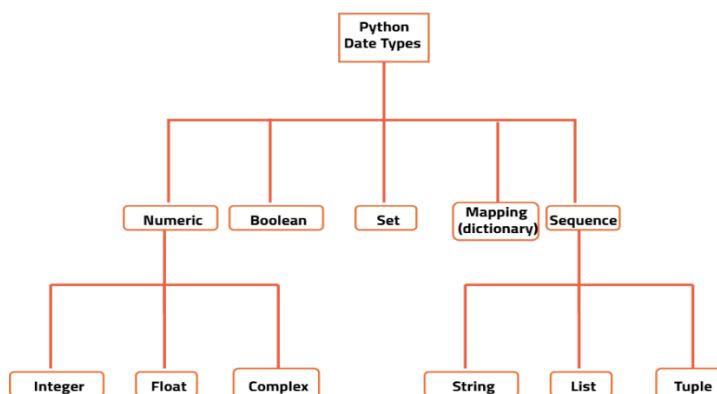 Python
Date Types
Numeric
Boolean
Set
Mapping
(dictionary)
Sequence
Integer
Float
Complex
String
List
Tuple